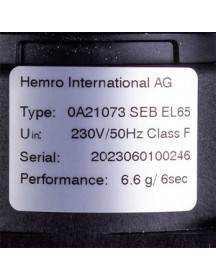 Hemro International AG
Type: 0A21073 SEB EL65
Uin: 230V/50Hz Class F
Serial: 2023060100246
Performance: 6.6 g/ 6sec